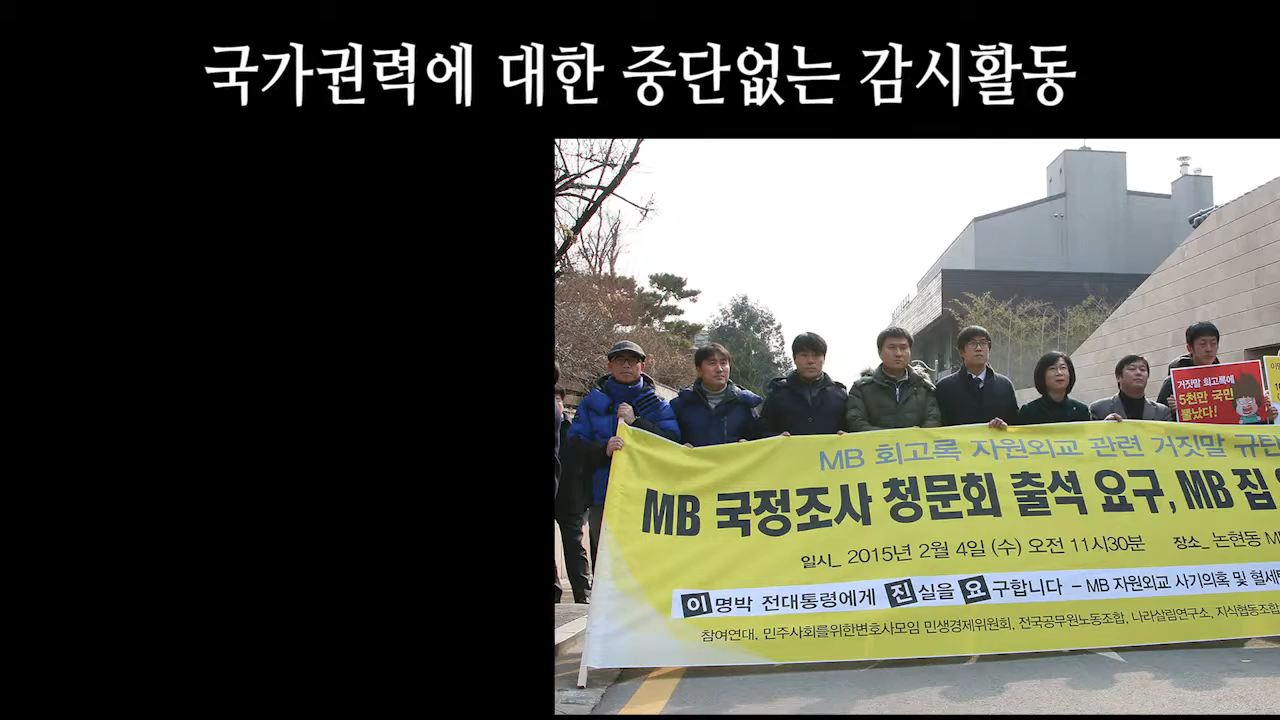 국가권력에 대한 중단없는 감시활동
MB 회고록 자원외교 관련 거짓말 규탄
MB 국정조사 청문회 출석 요구, MB 집
일시_ 2015년 2월 4일 (수) 오전 11시30분 장소_ 논현동
이명박 전대통령에게 진실을 요구합니다 - MB 자원외교 사기의혹 및 혈세
참여연대, 민주사회를위한변호사모임 민생경제위원회, 전국공무원노동조합, 나라살림연구소, 지식협동조합
거짓말 회고록에
5천만 국민
뿔났다!